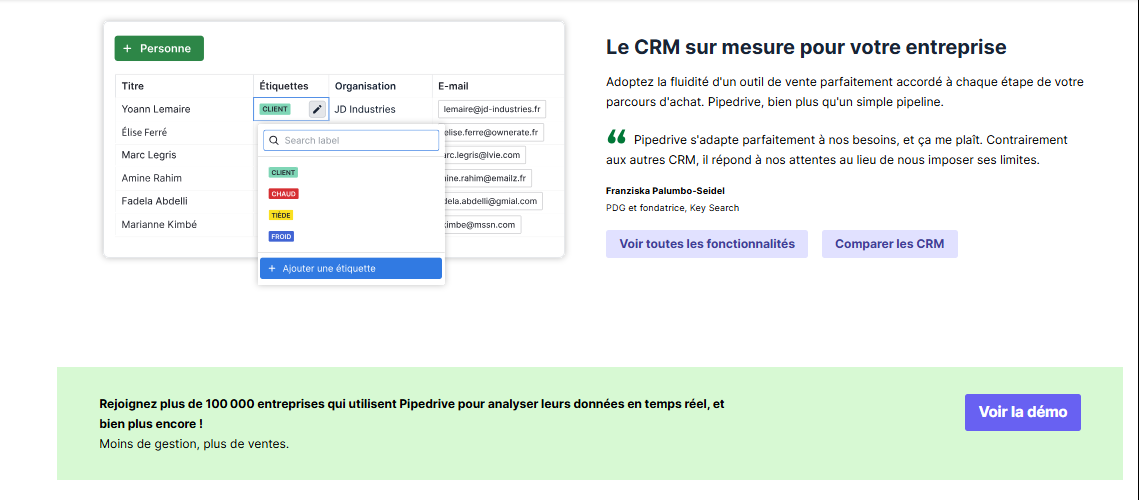 + Personne
Titre Étiquettes Organisation E-mail
Yoann Lemaire CLIENT JD Industries lemaire@jd-industries.fr
Élise Ferré elise.ferre@ownerate.fr
Marc Legris arc.legris@lvie.com
Amine Rahim ine.rahim@emailz.fr
Fadela Abdelli dela.abdelli@gmial.com
Marianne Kimbé kimbe@mssn.com
Search label
CLIENT
CHAUD
TIÈDE
FROID
+ Ajouter une étiquette
Le CRM sur mesure pour votre entreprise
Adoptez la fluidité d'un outil de vente parfaitement accordé à chaque étape de votre
parcours d'achat. Pipedrive, bien plus qu'un simple pipeline.
“ Pipedrive s'adapte parfaitement à nos besoins, et ça me plaît. Contrairement
aux autres CRM, il répond à nos attentes au lieu de nous imposer ses limites.
Franziska Palumbo-Seidel
PDG et fondatrice, Key Search
Voir toutes les fonctionnalités Comparer les CRM
Rejoignez plus de 100 000 entreprises qui utilisent Pipedrive pour analyser leurs données en temps réel, et
bien plus encore !
Moins de gestion, plus de ventes.
Voir la démo